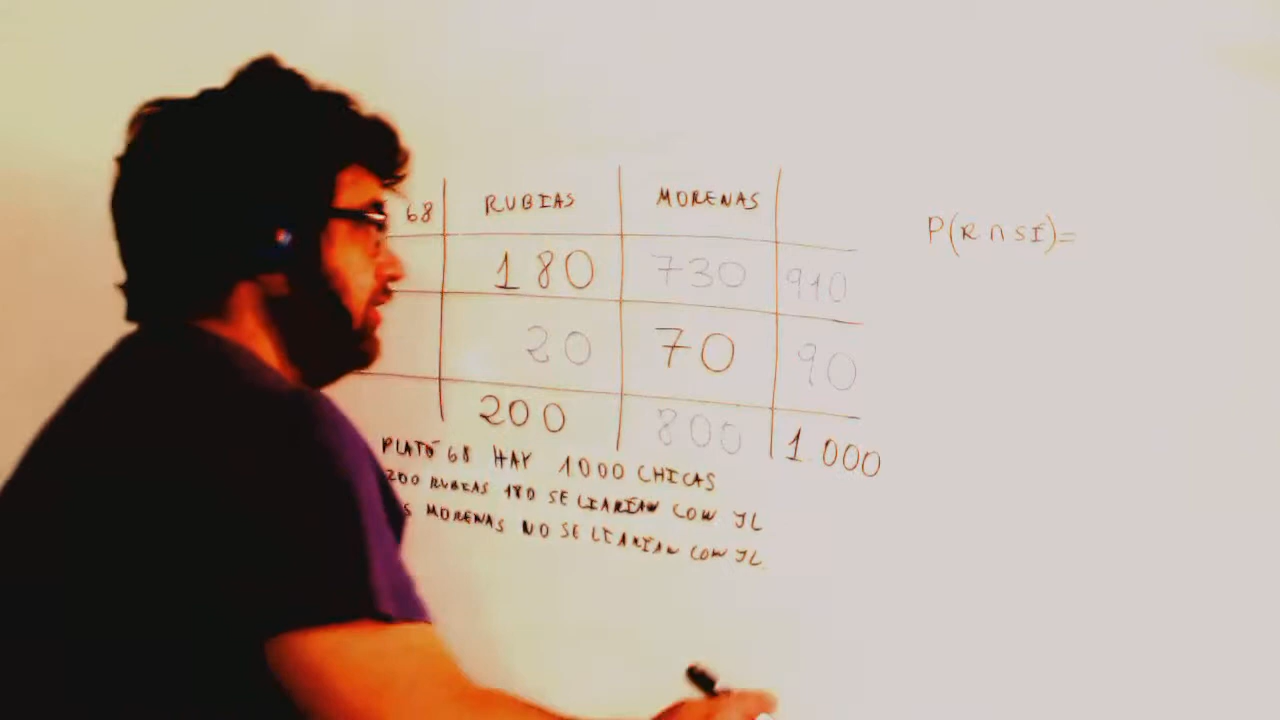 68 RUBIAS MORENAS
180 730 910
20 70 90
200 800 1.000
P(R∩SÍ)=
PLATÓ 68 HAY 1000 CHICAS
200 RUBIAS 180 SE LIARÍAN CON JL
MORENAS NO SE LIARÍAN CON JL